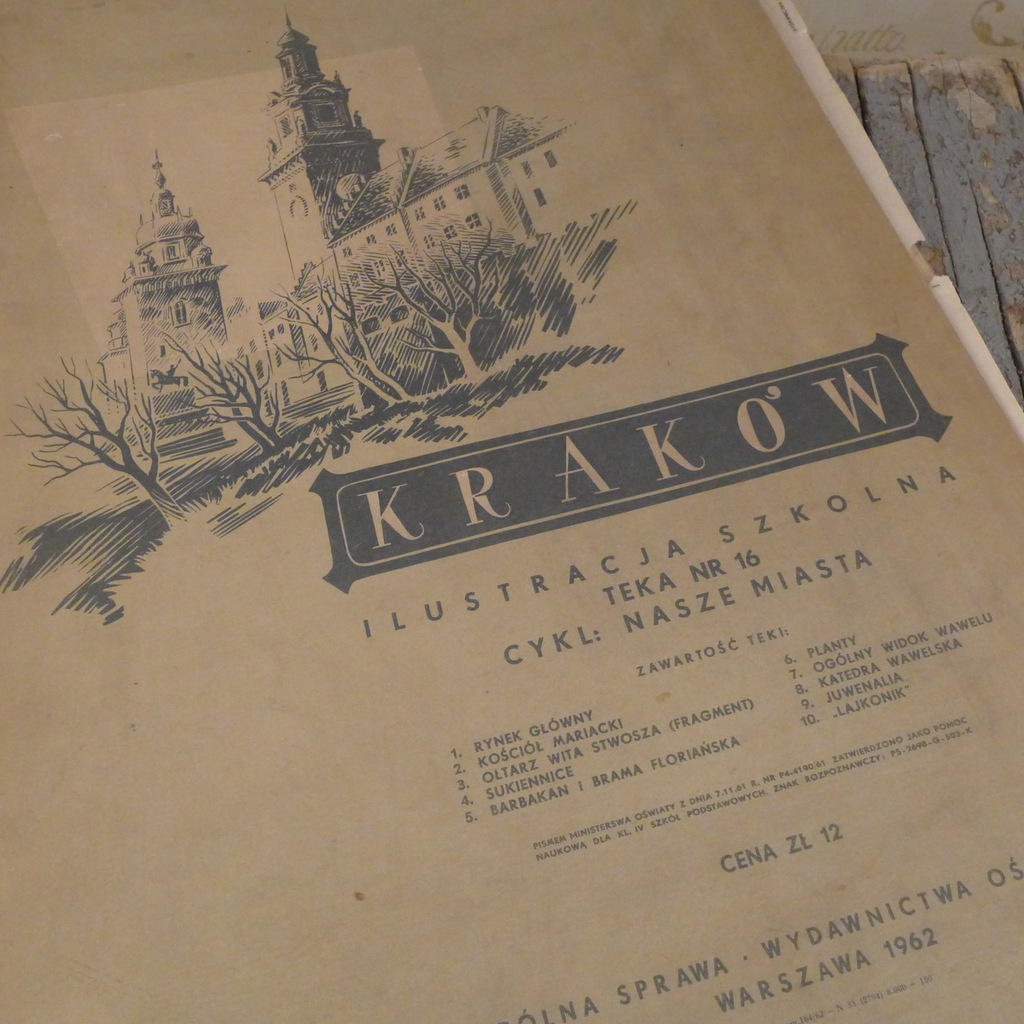 KRAKÓW
ILUSTRACJA SZKOLNA
TEKA NR 16
CYKL: NASZE MIASTA
ZAWARTOŚĆ TEKI:
1. RYNEK GŁÓWNY
2. KOŚCIÓŁ MARIACKI
3. OŁTARZ WITA STWOSZA (FRAGMENT)
4. SUKIENNICE
5. BARBAKAN I BRAMA FLORIAŃSKA
6. PLANTY
7. OGÓLNY WIDOK WAWELU
8. KATEDRA WAWELSKA
9. JUWENALIA
10. „LAJKONIK"
PISMEM MINISTERSWA OŚWIATY Z DNIA 7.11.61 R. NR P4-4190/61 ZATWIERDZONO JAKO POMOC
NAUKOWĄ DLA KL. IV SZKÓŁ PODSTAWOWYCH. ZNAK ROZPOZNAWCZY: PS-2698-G-505-K
CENA ZŁ 12
ÓLNA SPRAWA · WYDAWNICTWA OŚ
WARSZAWA 1962